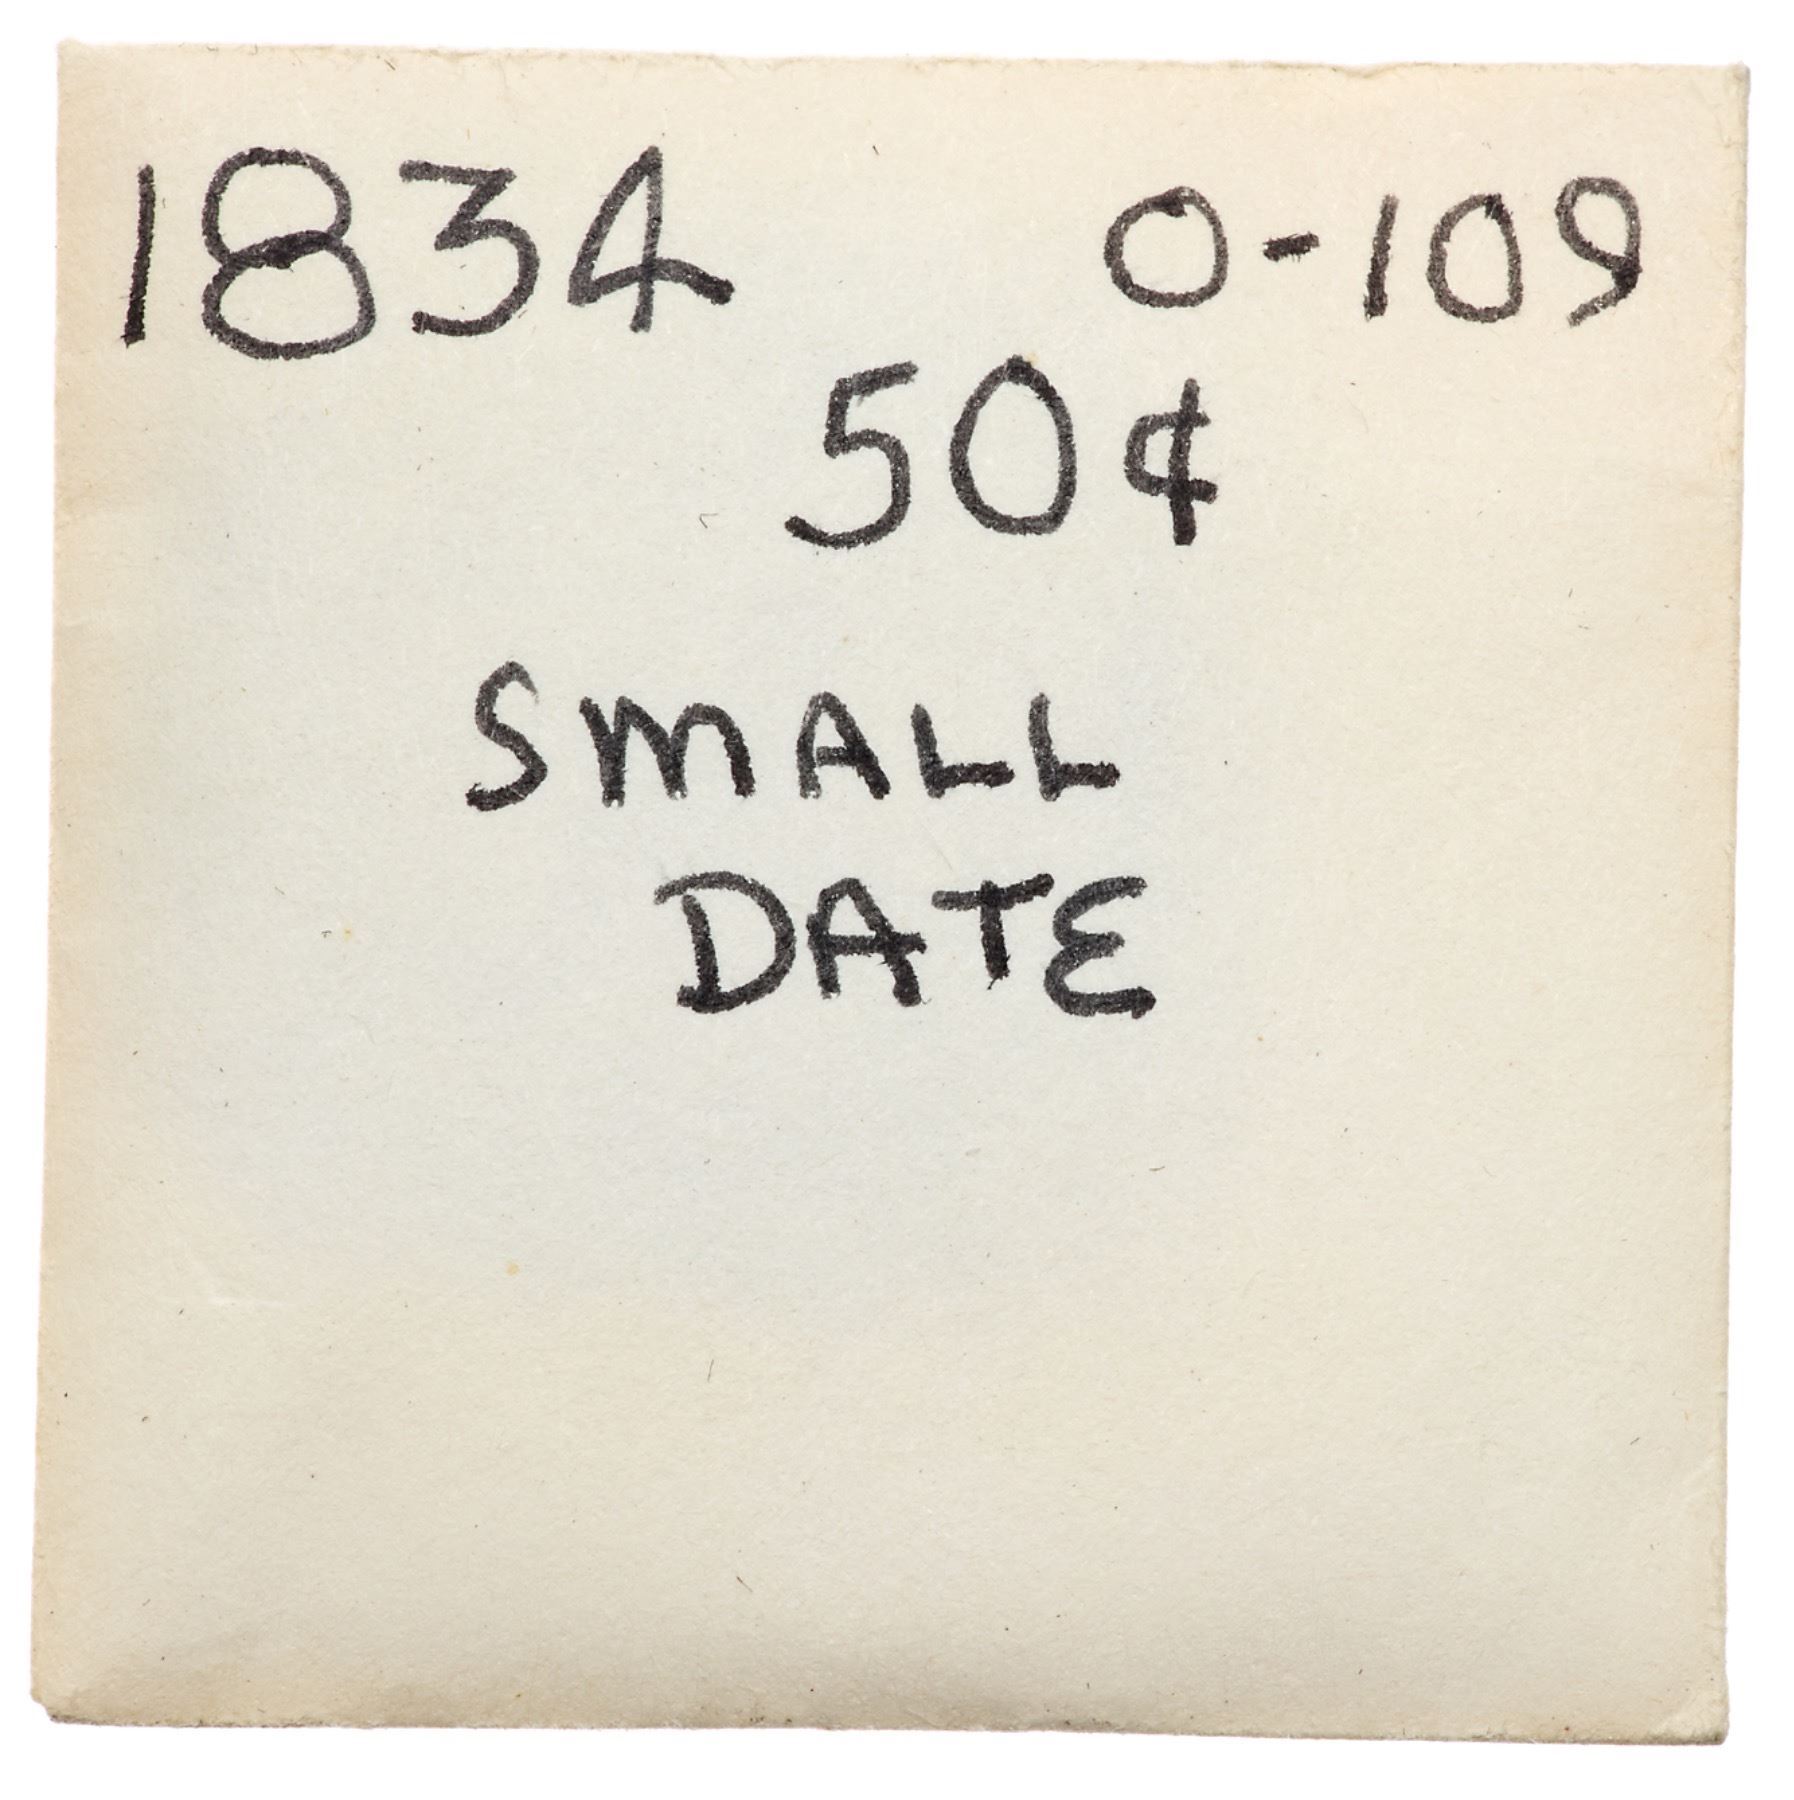 1834 O-109
50¢
SMALL
DATE